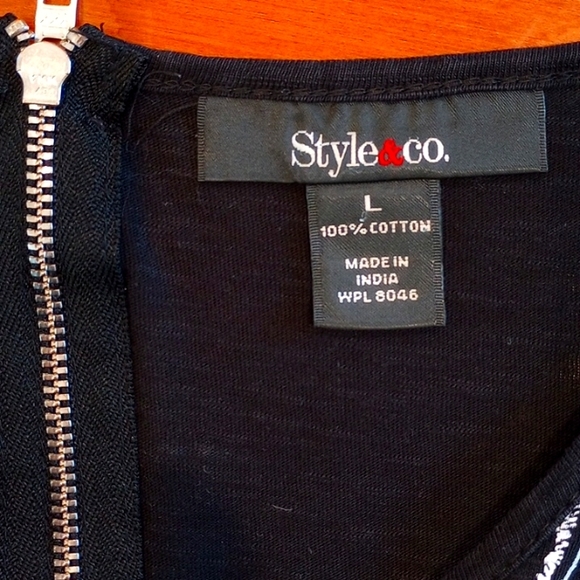 Style&co.
L
100% COTTON
MADE IN
INDIA
WPL 8046